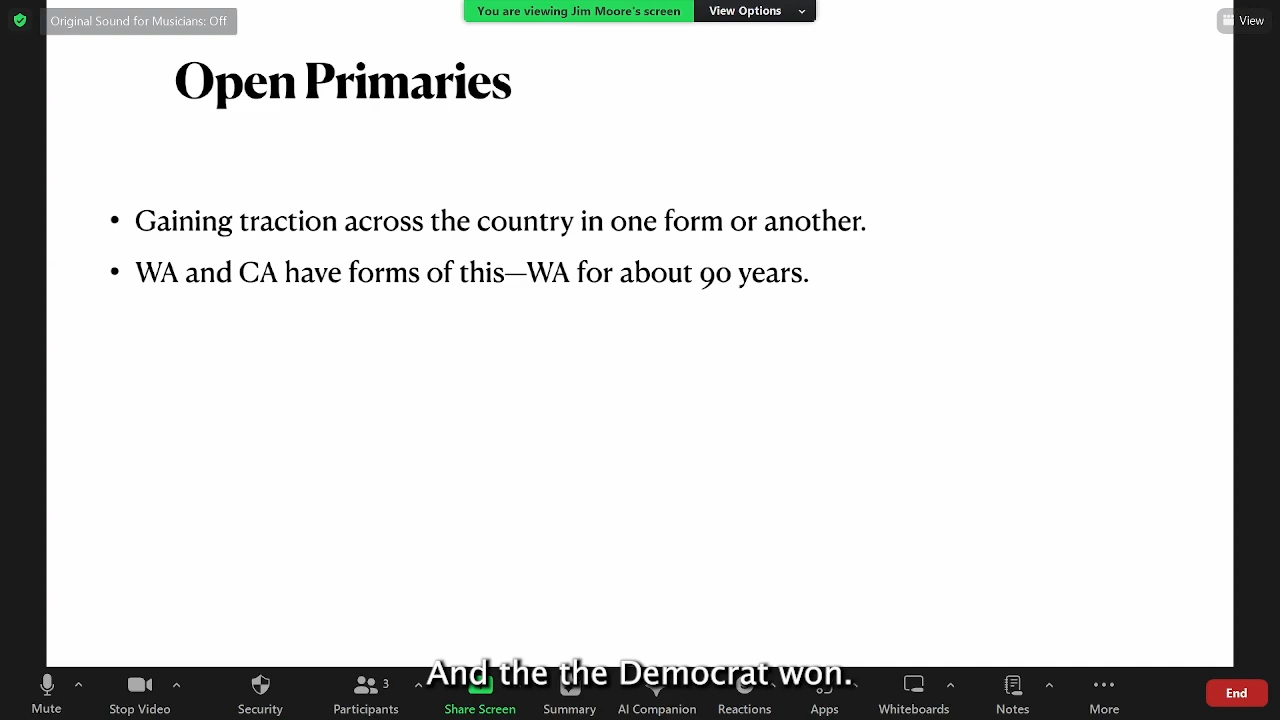 Original Sound for Musicians: Off
You are viewing Jim Moore's screen
View Options
View
Open Primaries
• Gaining traction across the country in one form or another.
• WA and CA have forms of this—WA for about 90 years.
And the the Democrat won.
3
Mute
Stop Video
Security
Participants
Share Screen
Summary
AI Companion
Reactions
Apps
Whiteboards
Notes
More
End